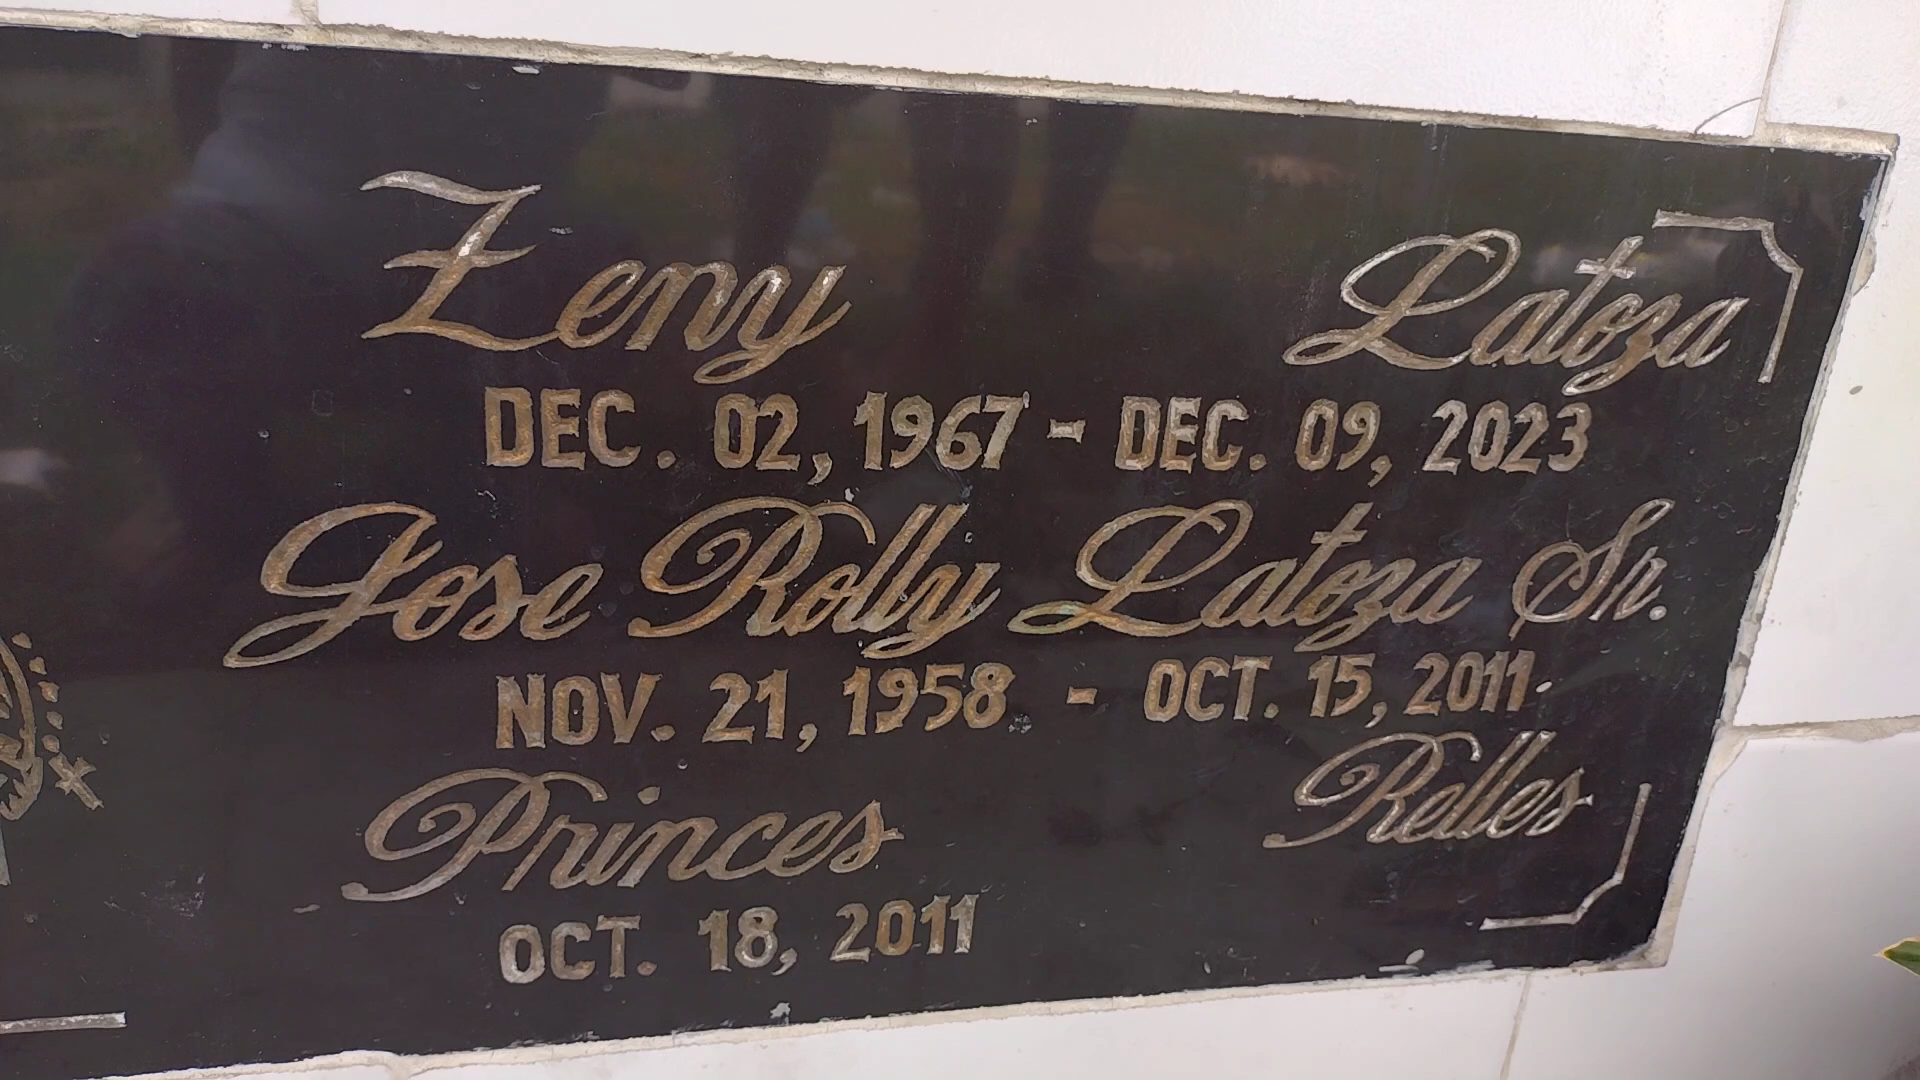 Zeny Latoza
DEC. 02, 1967 - DEC. 09, 2023
Jose Rolly Latoza Sr.
NOV. 21, 1958 - OCT. 15, 2011
Princes Relles
OCT. 18, 2011